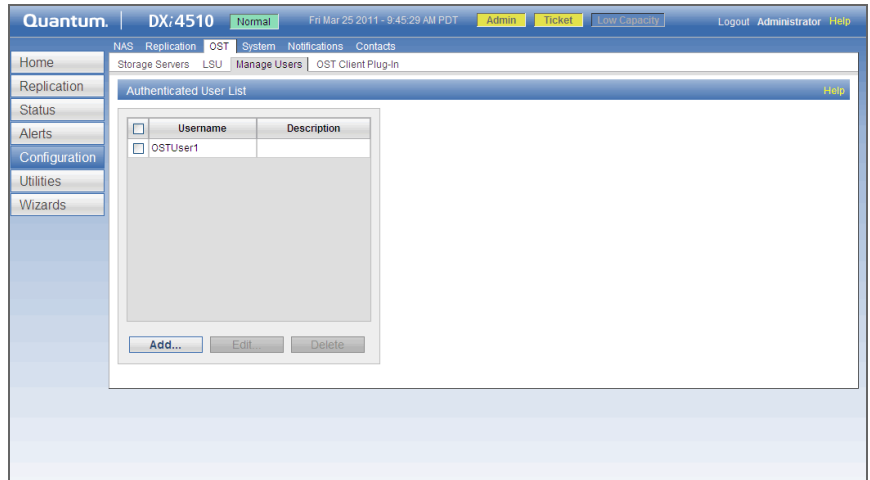 Quantum. DXi4510 Normal Fri Mar 25 2011 - 9:45:29 AM PDT Admin Ticket Low Capacity Logout Administrator Help
NAS Replication OST System Notifications Contacts
Storage Servers LSU Manage Users OST Client Plug-In
Home
Replication
Status
Alerts
Configuration
Utilities
Wizards
Authenticated User List Help
Username Description
OSTUser1
Add... Edit... Delete